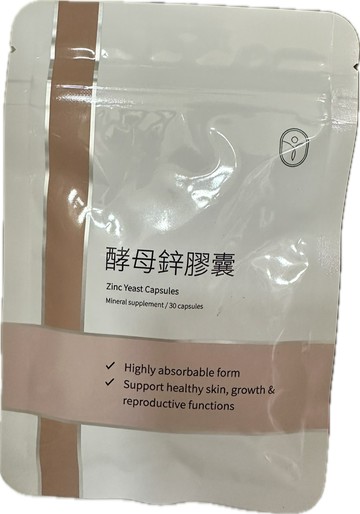 酵母鋅膠囊
Zinc Yeast Capsules
Mineral supplement / 30 capsules
✓ Highly absorbable form
✓ Support healthy skin, growth &
reproductive functions